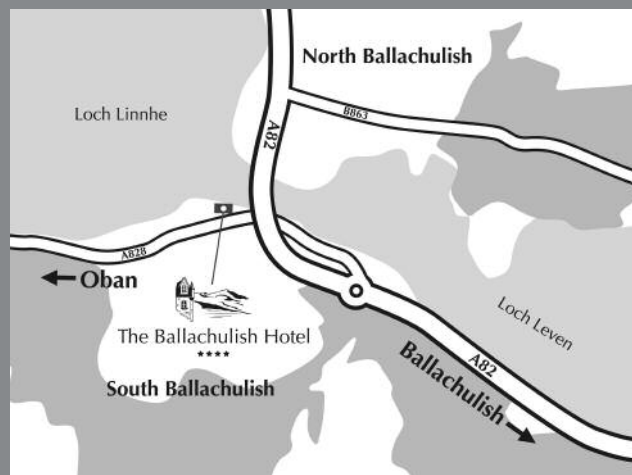 North Ballachulish
Loch Linnhe
B863
A82
A828
Oban
The Ballachulish Hotel
****
South Ballachulish
Loch Leven
A82
Ballachulish